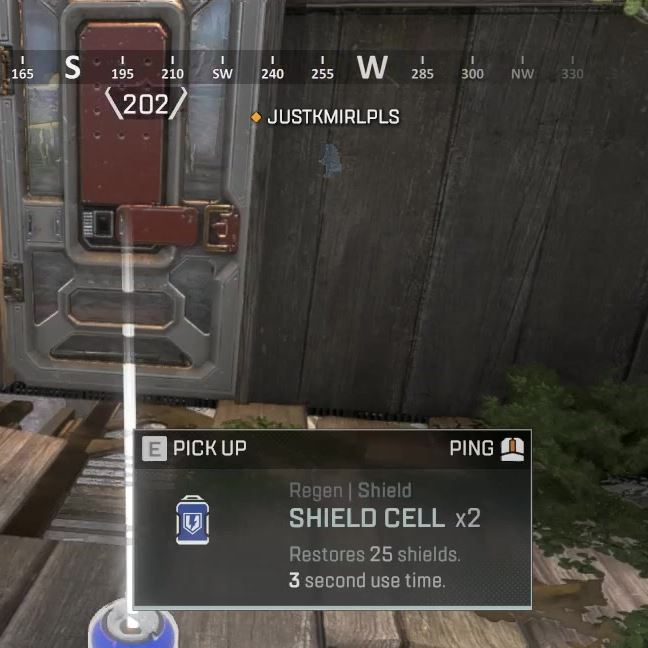 165 S 195 210 SW 240 255 W 285 300 NW 330
202
JUSTKMIRLPLS
E PICK UP PING
Regen | Shield
SHIELD CELL x2
Restores 25 shields.
3 second use time.